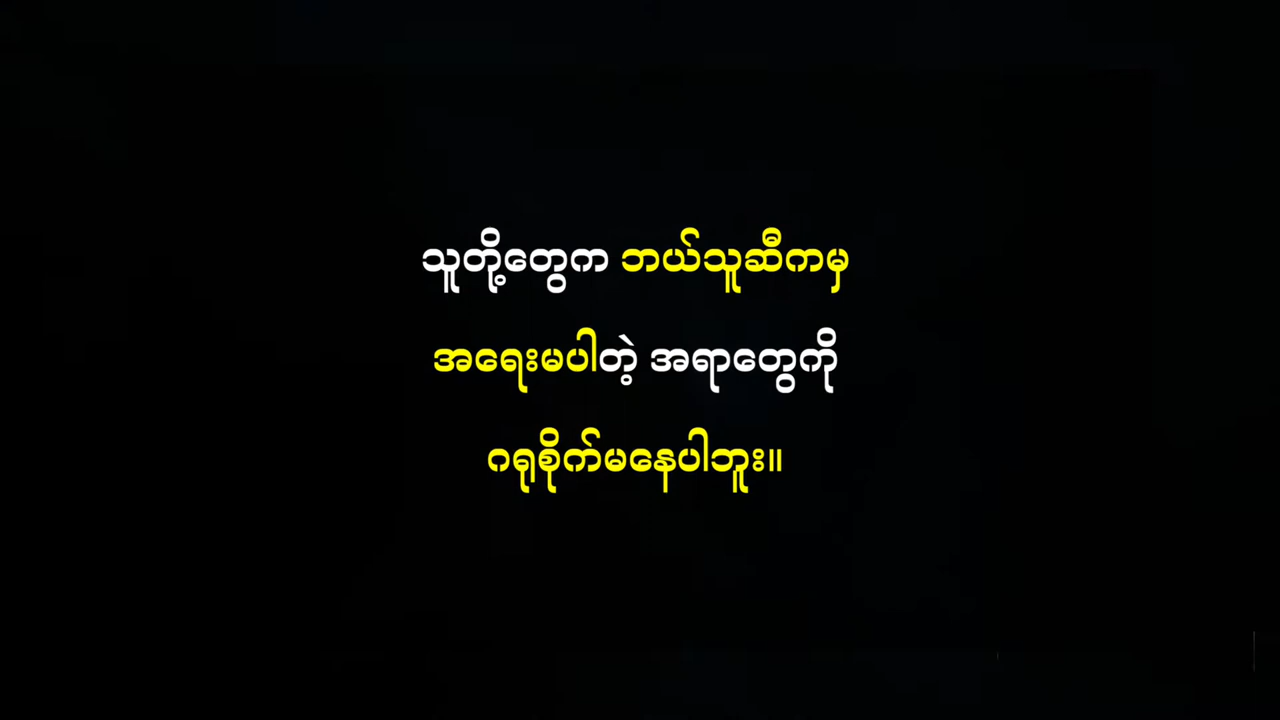 သူတို့တွေက ဘယ်သူဆီကမှ
အရေးမပါတဲ့ အရာတွေကို
ဂရုစိုက်မနေပါဘူး။